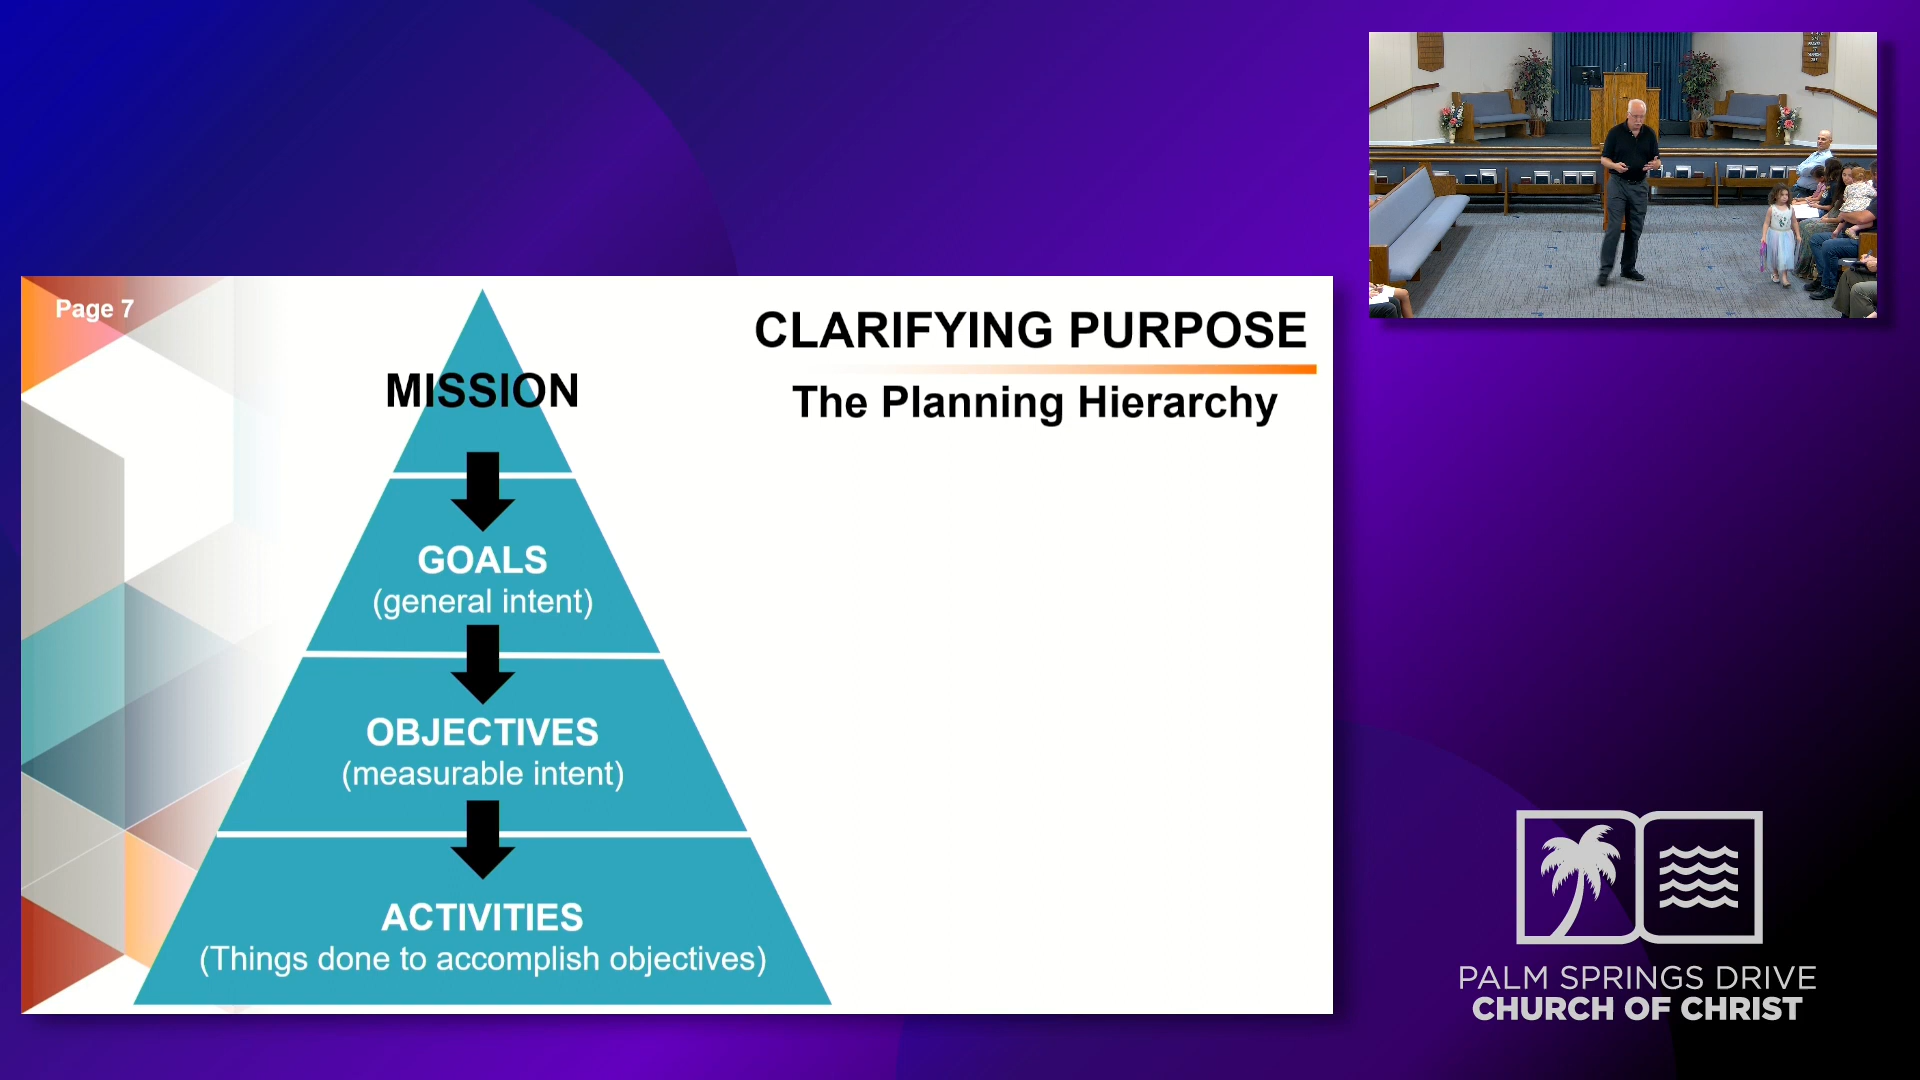 Page 7
CLARIFYING PURPOSE
The Planning Hierarchy
MISSION
GOALS
(general intent)
OBJECTIVES
(measurable intent)
ACTIVITIES
(Things done to accomplish objectives)
PALM SPRINGS DRIVE
CHURCH OF CHRIST